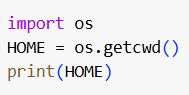 import os
HOME = os.getcwd()
print(HOME)